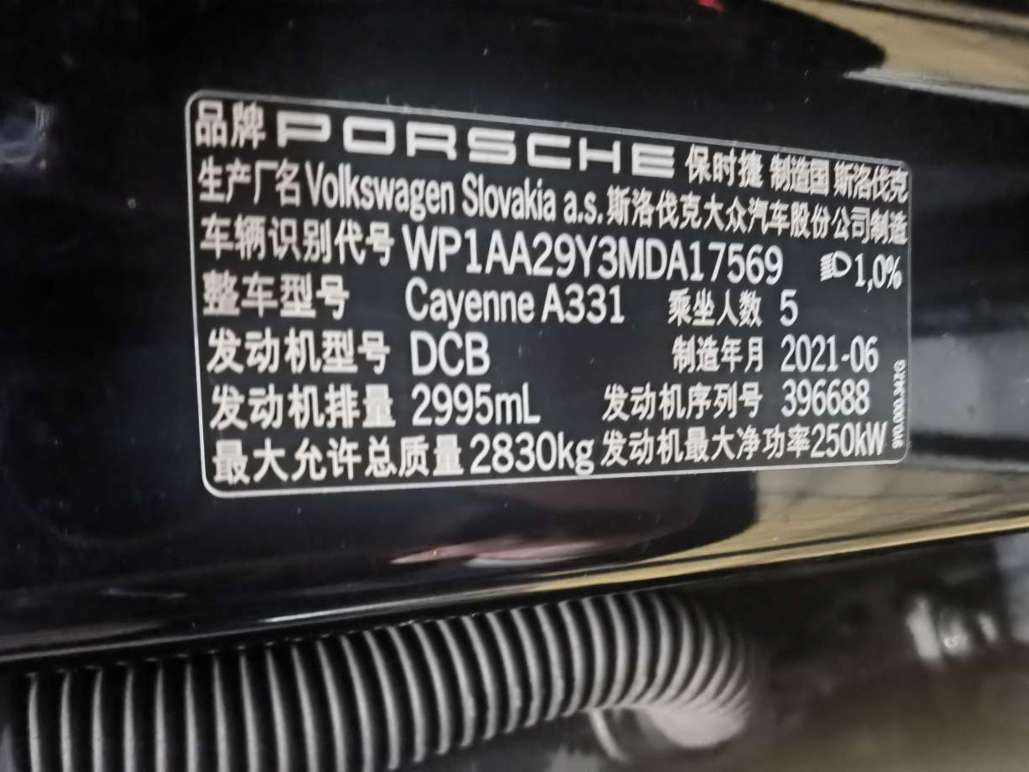 品牌 PORSCHE 保时捷 制造国 斯洛伐克
生产厂名 Volkswagen Slovakia a.s. 斯洛伐克大众汽车股份公司制造
车辆识别代号 WP1AA29Y3MDA17569 1,0%
整车型号 Cayenne A331 乘坐人数 5
发动机型号 DCB 制造年月 2021-06
发动机排量 2995mL 发动机序列号 396688
最大允许总质量 2830kg 发动机最大净功率 250kW